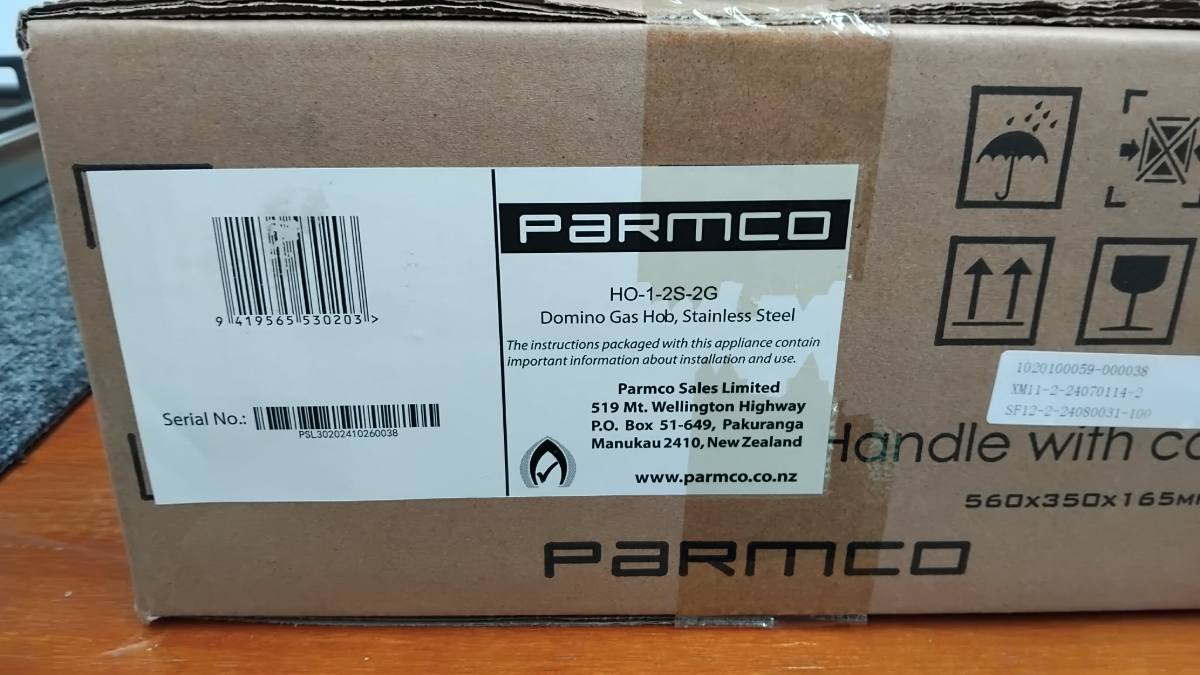 9 419565 530203 >
Serial No.:
PSL30202410260038
PARMCO
HO-1-2S-2G
Domino Gas Hob, Stainless Steel
The instructions packaged with this appliance contain
important information about installation and use.
Parmco Sales Limited
519 Mt. Wellington Highway
P.O. Box 51-649, Pakuranga
Manukau 2410, New Zealand
www.parmco.co.nz
1020100059-000038
XM11-2-24070114-2
SF12-2-24080031-100
Handle with
560x350x165
PARMCO